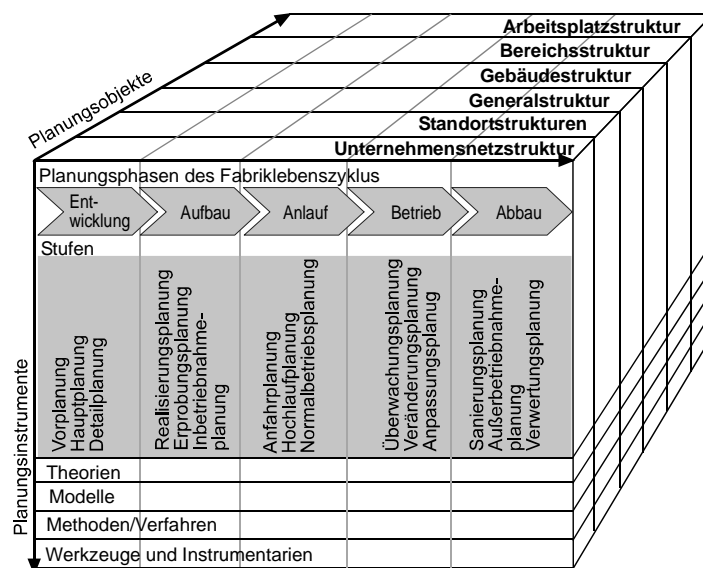 Arbeitsplatzstruktur
Bereichsstruktur
Gebäudestruktur
Generalstruktur
Standortstrukturen
Unternehmensnetzstruktur
Planungsobjekte
Planungsphasen des Fabriklebenszyklus
Ent-
wicklung
Aufbau
Anlauf
Betrieb
Abbau
Stufen
Vorplanung
Hauptplanung
Detailplanung
Realisierungsplanung
Erprobungsplanung
Inbetriebnahme-
planung
Anfahrplanung
Hochlaufplanung
Normalbetriebsplanung
Überwachungsplanung
Veränderungsplanung
Anpassungsplanug
Sanierungsplanung
Außerbetriebnahme-
planung
Verwertungsplanung
Planungsinstrumente
Theorien
Modelle
Methoden/Verfahren
Werkzeuge und Instrumentarien